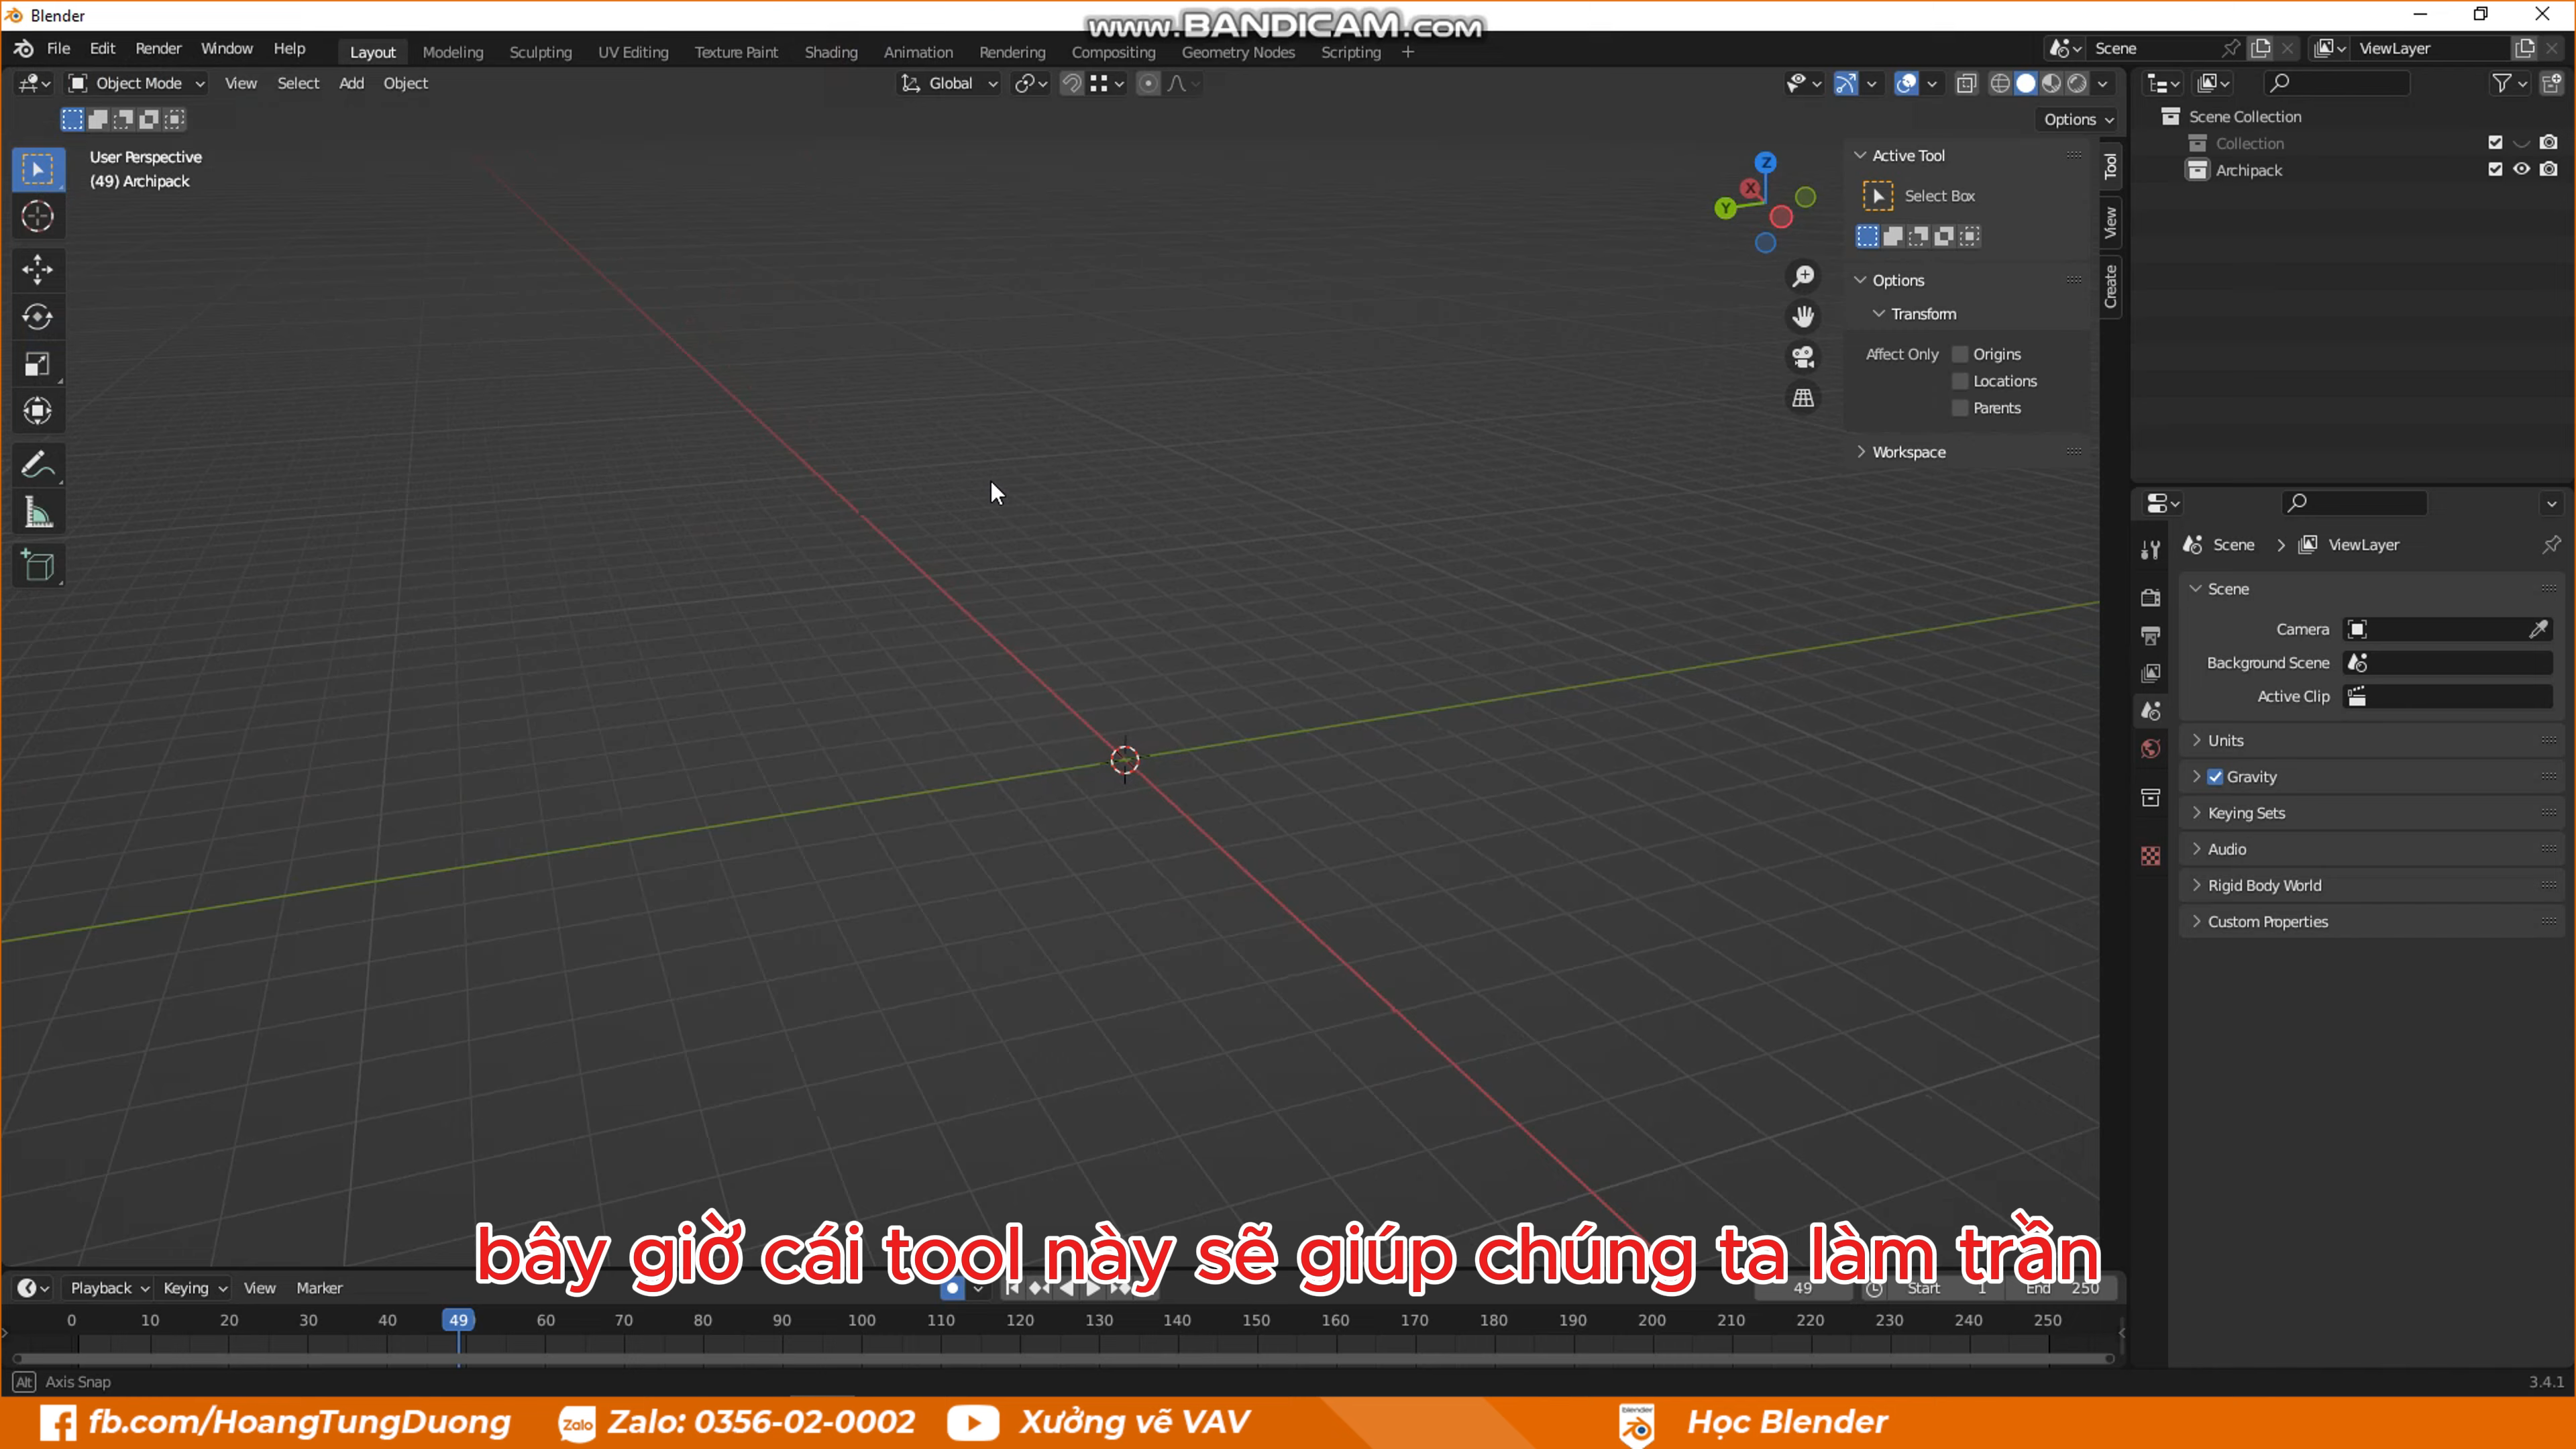 Blender
www.BANDICAM.com
File Edit Render Window Help
Layout Modeling Sculpting UV Editing Texture Paint Shading Animation Rendering Compositing Geometry Nodes Scripting +
Scene
ViewLayer
Object Mode View Select Add Object
Global
Options
User Perspective
(49) Archipack
Z
X
Y
Active Tool
Select Box
Options
Transform
Affect Only Origins
Locations
Parents
Workspace
Tool
View
Create
Scene Collection
Collection
Archipack
Scene > ViewLayer
Scene
Camera
Background Scene
Active Clip
Units
Gravity
Keying Sets
Audio
Rigid Body World
Custom Properties
bây giờ cái tool này sẽ giúp chúng ta làm trần
Playback Keying View Marker
49 Start 1 End 250
0 10 20 30 40 49 60 70 80 90 100 110 120 130 140 150 160 170 180 190 200 210 220 230 240 250
Alt Axis Snap
3.4.1
fb.com/HoangTungDuong
Zalo Zalo: 0356-02-0002
Xưởng vẽ VAV
blender
Học Blender